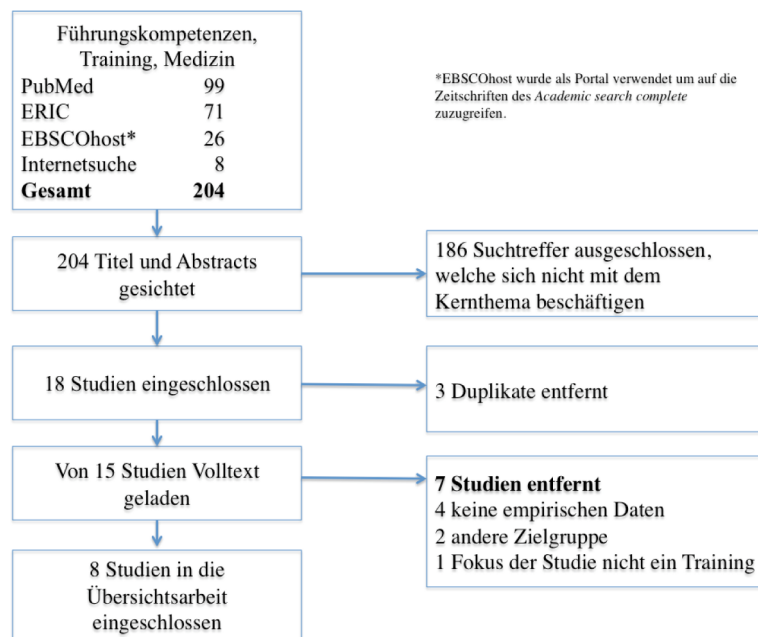 Führungskompetenzen,
Training, Medizin
PubMed 99
ERIC 71
EBSCOhost* 26
Internetsuche 8
Gesamt 204
*EBSCOhost wurde als Portal verwendet um auf die
Zeitschriften des Academic search complete
zuzugreifen.
204 Titel und Abstracts
gesichtet
186 Suchtreffer ausgeschlossen,
welche sich nicht mit dem
Kernthema beschäftigen
18 Studien eingeschlossen
3 Duplikate entfernt
Von 15 Studien Volltext
geladen
7 Studien entfernt
4 keine empirischen Daten
2 andere Zielgruppe
1 Fokus der Studie nicht ein Training
8 Studien in die
Übersichtsarbeit
eingeschlossen